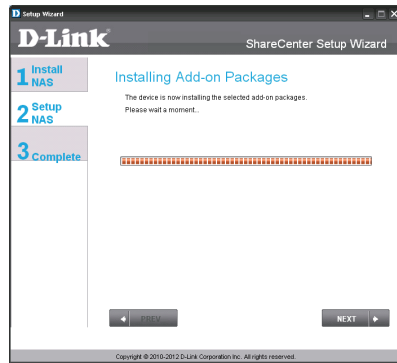 Setup Wizard
D-Link
ShareCenter Setup Wizard
1 Install NAS
2 Setup NAS
3 Complete
Installing Add-on Packages
The device is now installing the selected add-on packages.
Please wait a moment..
PREV
NEXT
Copyright © 2010-2012 D-Link Corporation Inc. All rights reserved.